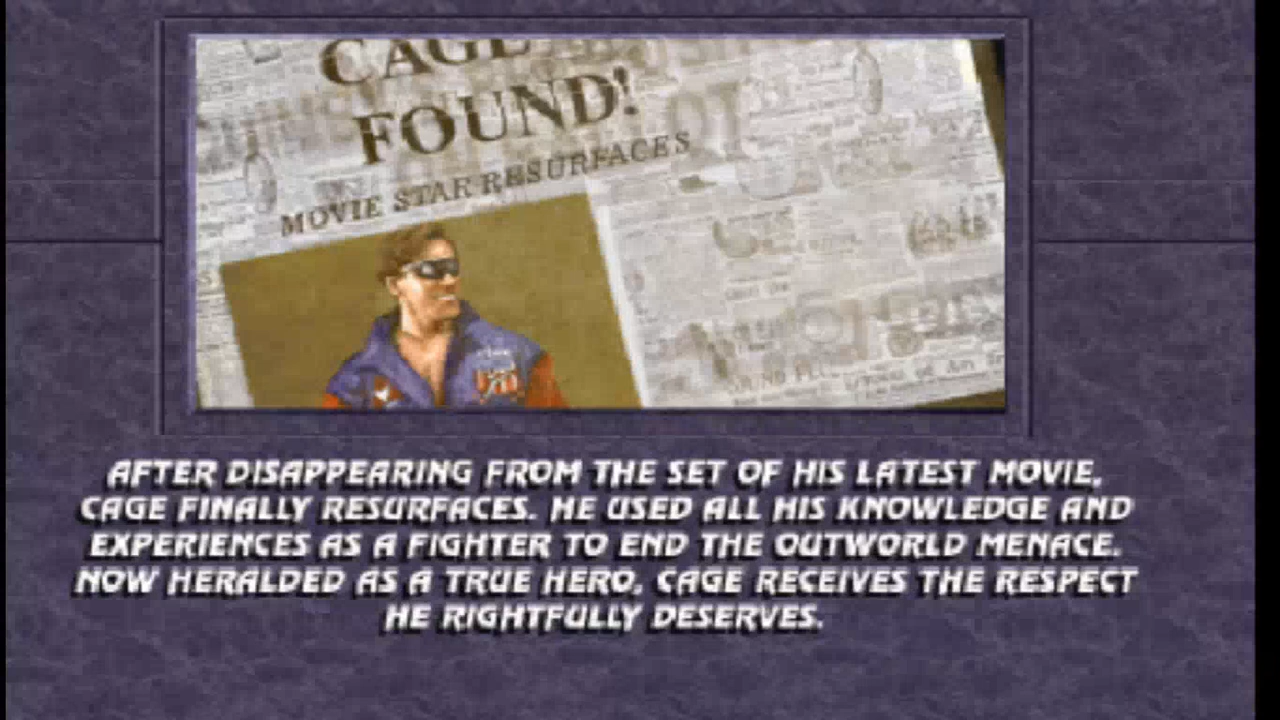 CAGE
FOUND!
MOVIE STAR RESURFACES
AFTER DISAPPEARING FROM THE SET OF HIS LATEST MOVIE,
CAGE FINALLY RESURFACES. HE USED ALL HIS KNOWLEDGE AND
EXPERIENCES AS A FIGHTER TO END THE OUTWORLD MENACE.
NOW HERALDED AS A TRUE HERO, CAGE RECEIVES THE RESPECT
HE RIGHTFULLY DESERVES.